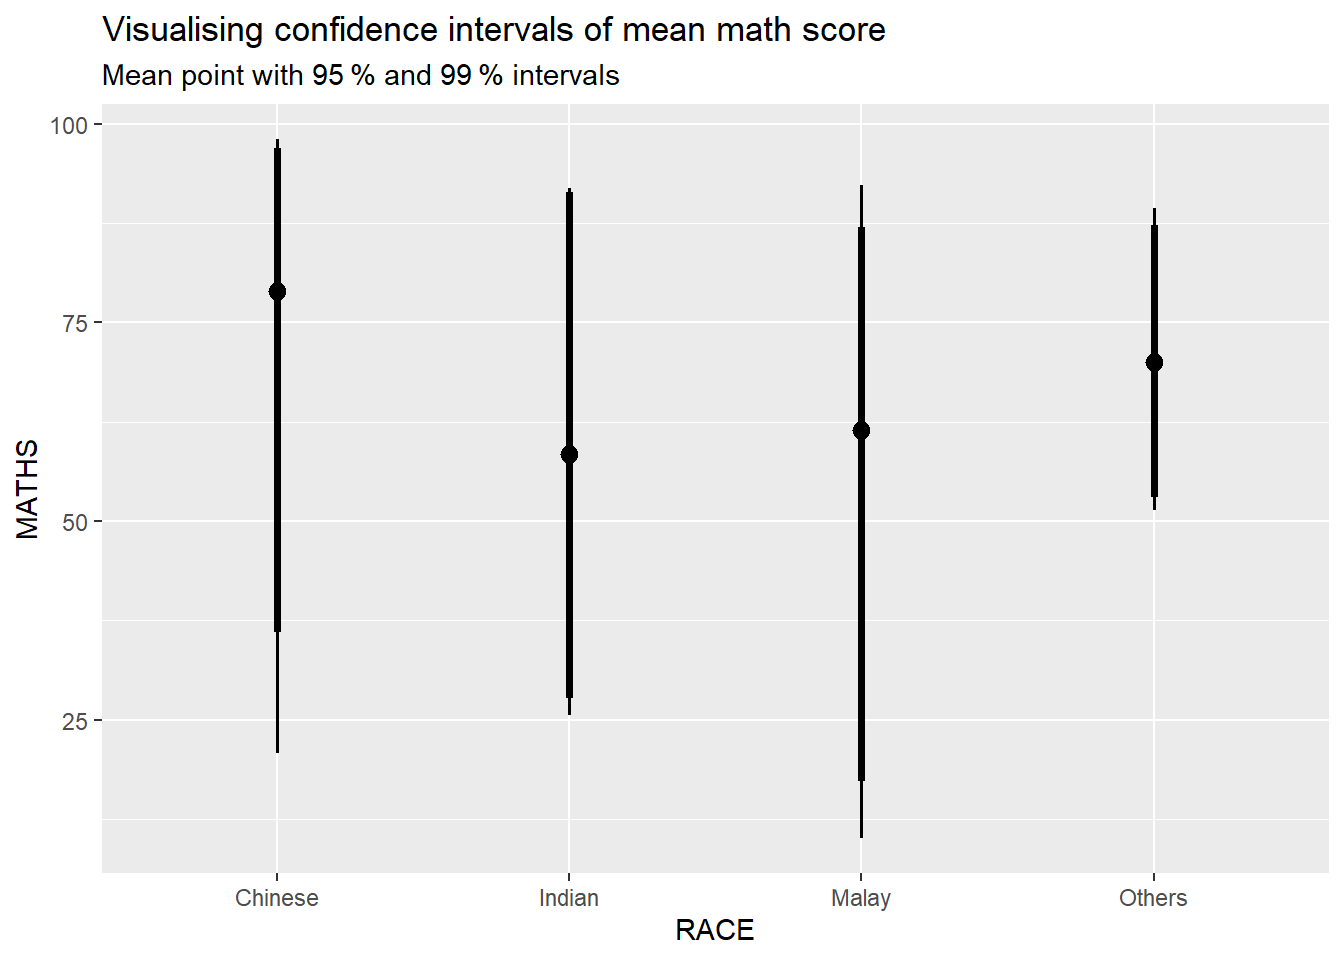 Visualising confidence intervals of mean math score
Mean point with 95 % and 99 % intervals
MATHS
100
75
50
25
Chinese Indian Malay Others
RACE